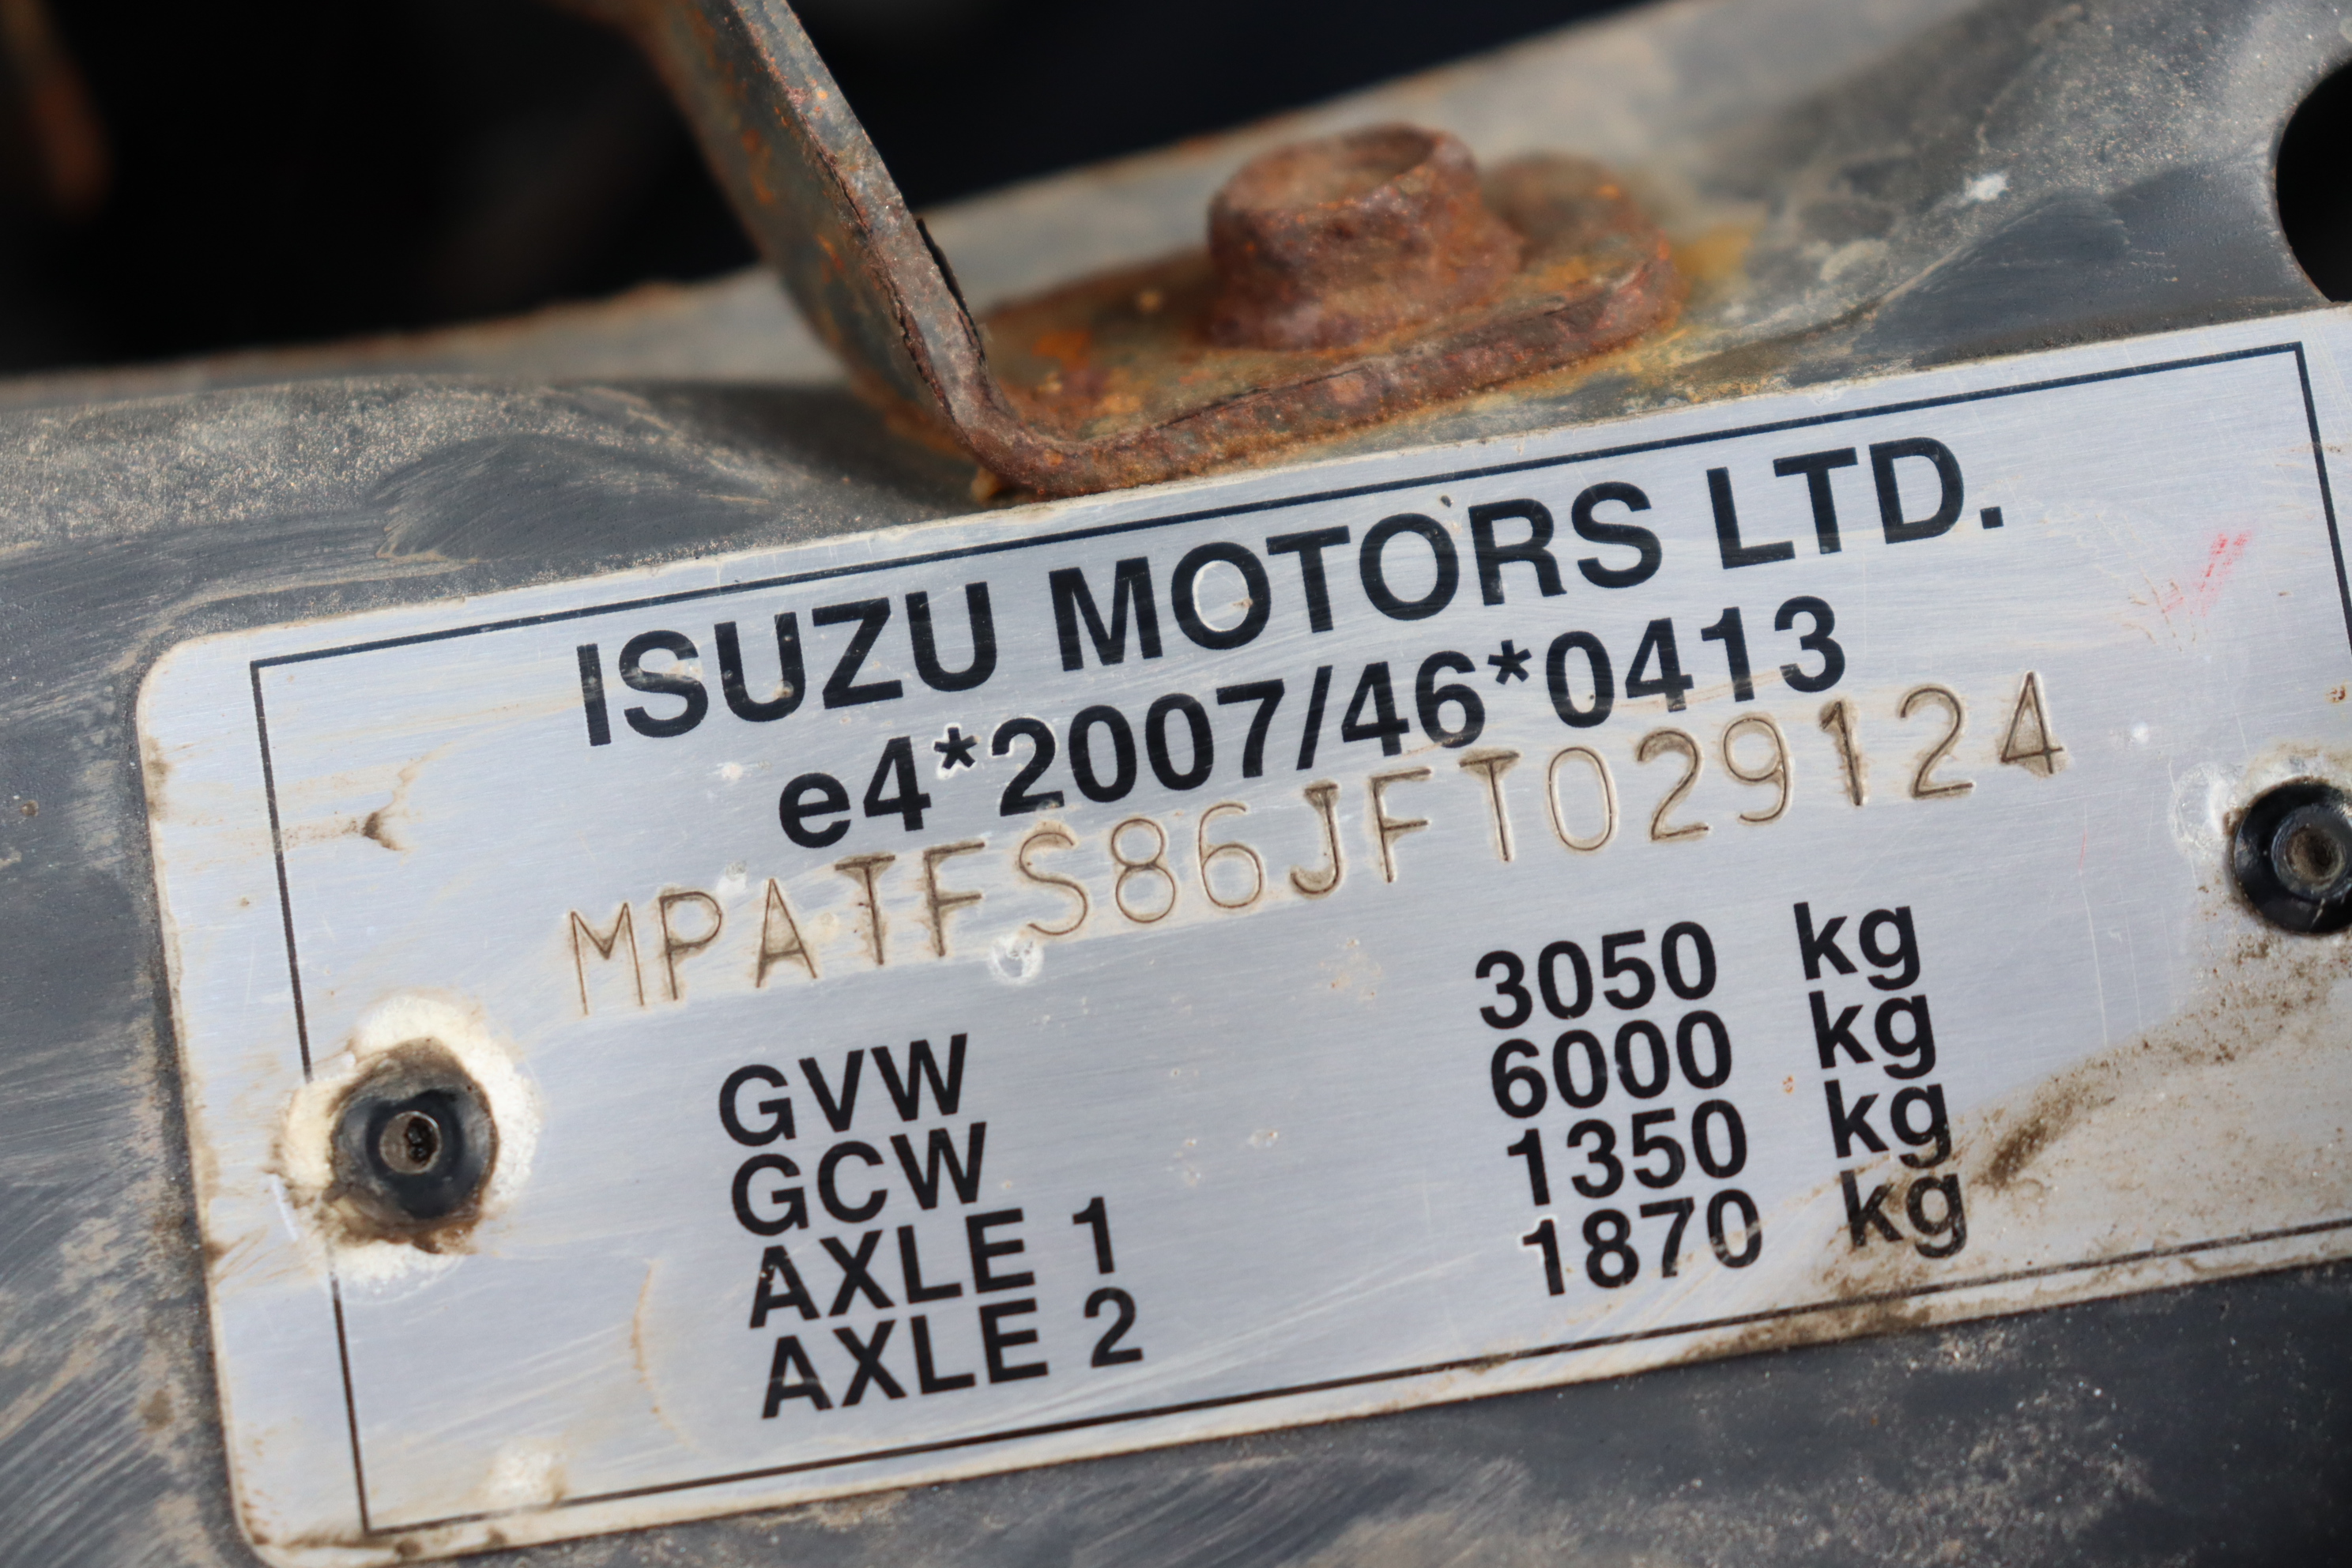 ISUZU MOTORS LTD.
e4*2007/46*0413
MPATFS86JFT029124
GVW 3050 kg
GCW 6000 kg
AXLE 1 1350 kg
AXLE 2 1870 kg